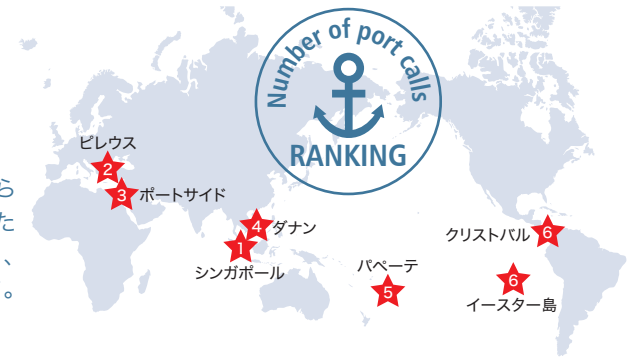 Number of port calls
RANKING
ピレウス
2
3
ポートサイド
4
ダナン
1
シンガポール
パペーテ
5
クリストバル
6
6
イースター島
ら
た
、
。